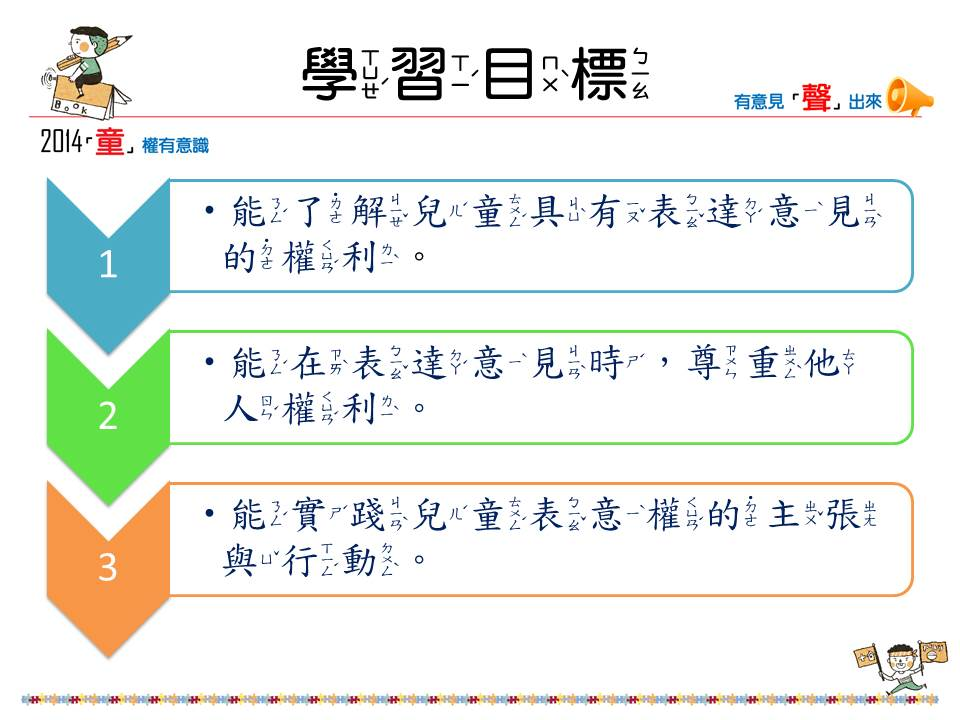 學習目標
有意見「聲」出來
Book
2014「童」權有意識
1
• 能了解兒童具有表達意見
的權利。
2
• 能在表達意見時，尊重他
人權利。
3
• 能實踐兒童表意權的主張
與行動。